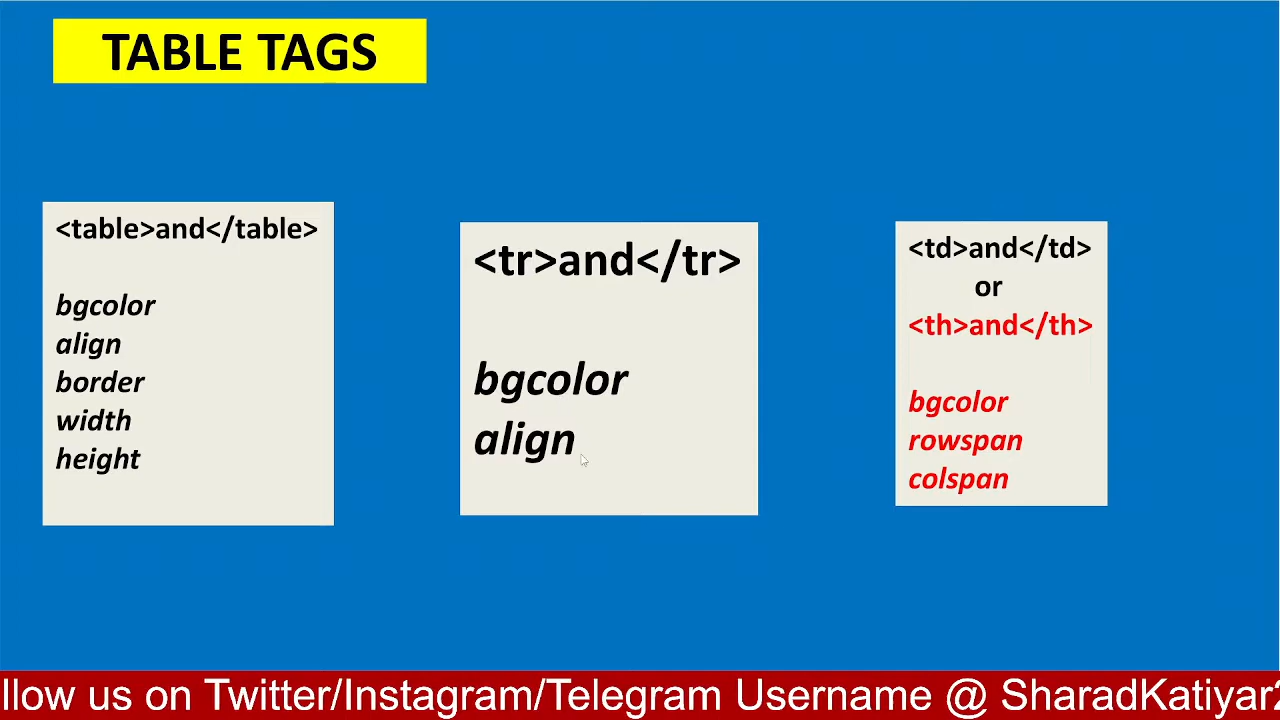 TABLE TAGS
<table>and</table>
bgcolor
align
border
width
height
<tr>and</tr>
bgcolor
align
<td>and</td>
or
<th>and</th>
bgcolor
rowspan
colspan
llow us on Twitter/Instagram/Telegram Username @ SharadKatiyar2